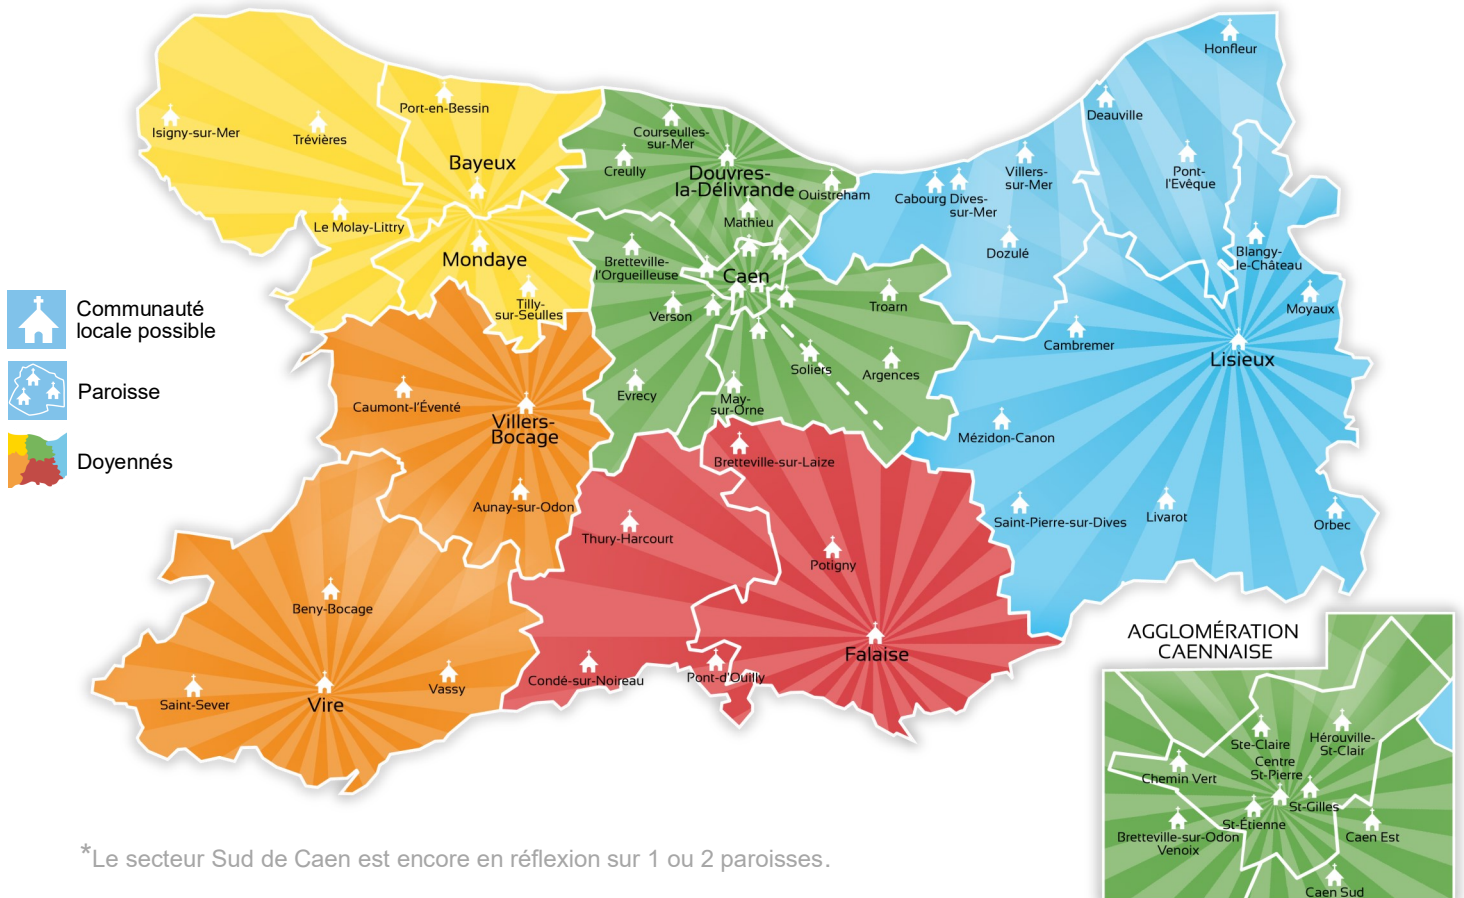 Honfleur
Deauville
Port-en-Bessin
Isigny-sur-Mer
Trévières
Courseulles-
sur-Mer
Bayeux
Creully
Douvres-
la-Délivrande
Ouistreham
Villers-
sur-Mer
Pont-
l'Evêque
Cabourg
Dives-
sur-Mer
Le Molay-Littry
Mathieu
Mondaye
Bretteville-
l'Orgueilleuse
Caen
Dozulé
Blangy-
le-Château
Tilly-
sur-Seulles
Verson
Troarn
Moyaux
Communauté
locale possible
Cambremer
Lisieux
Soliers
Argences
Paroisse
Caumont-l'Éventé
Evrecy
May-
sur-Orne
Villers-
Bocage
Mézidon-Canon
Doyennés
Bretteville-sur-Laize
Aunay-sur-Odon
Saint-Pierre-sur-Dives
Livarot
Orbec
Thury-Harcourt
Potigny
Beny-Bocage
Falaise
Condé-sur-Noireau
Pont-d'Ouilly
Vassy
Saint-Sever
Vire
AGGLOMÉRATION
CAENNAISE
Ste-Claire
Hérouville-
St-Clair
Centre
St-Pierre
Chemin Vert
St-Gilles
St-Étienne
Bretteville-sur-Odon
Venoix
Caen Est
Caen Sud
*Le secteur Sud de Caen est encore en réflexion sur 1 ou 2 paroisses.